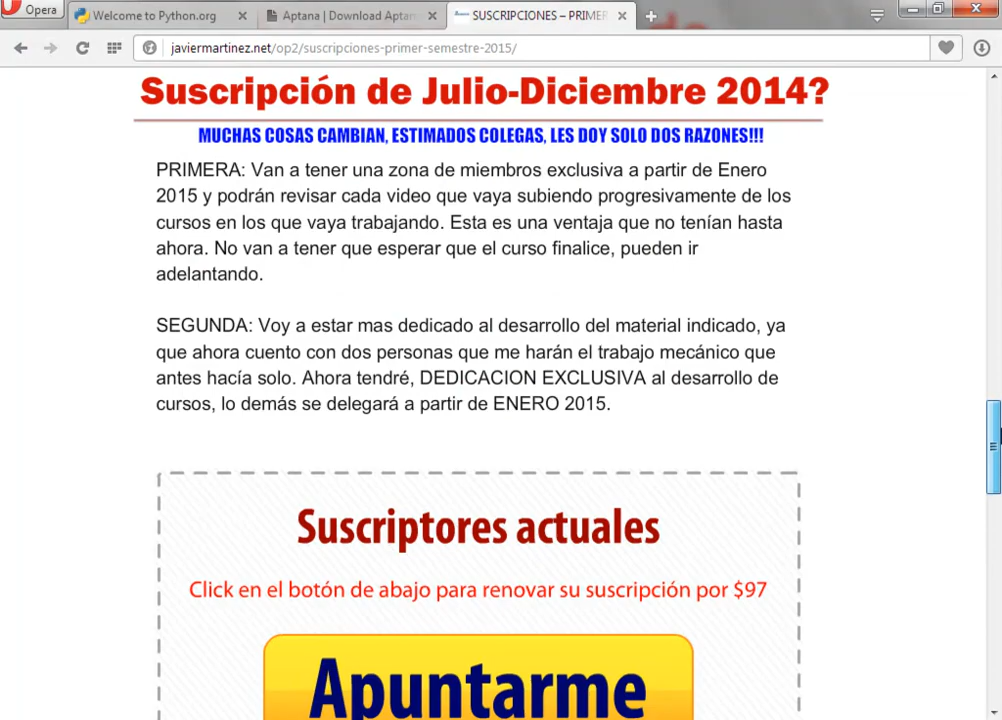 Opera
Welcome to Python.org
Aptana | Download Aptan
SUSCRIPCIONES – PRIMER
javiermartinez.net/op2/suscripciones-primer-semestre-2015/
Suscripción de Julio-Diciembre 2014?
MUCHAS COSAS CAMBIAN, ESTIMADOS COLEGAS, LES DOY SOLO DOS RAZONES!!!
PRIMERA: Van a tener una zona de miembros exclusiva a partir de Enero
2015 y podrán revisar cada video que vaya subiendo progresivamente de los
cursos en los que vaya trabajando. Esta es una ventaja que no tenían hasta
ahora. No van a tener que esperar que el curso finalice, pueden ir
adelantando.
SEGUNDA: Voy a estar mas dedicado al desarrollo del material indicado, ya
que ahora cuento con dos personas que me harán el trabajo mecánico que
antes hacía solo. Ahora tendré, DEDICACION EXCLUSIVA al desarrollo de
cursos, lo demás se delegará a partir de ENERO 2015.
Suscriptores actuales
Click en el botón de abajo para renovar su suscripción por $97
Apuntarme